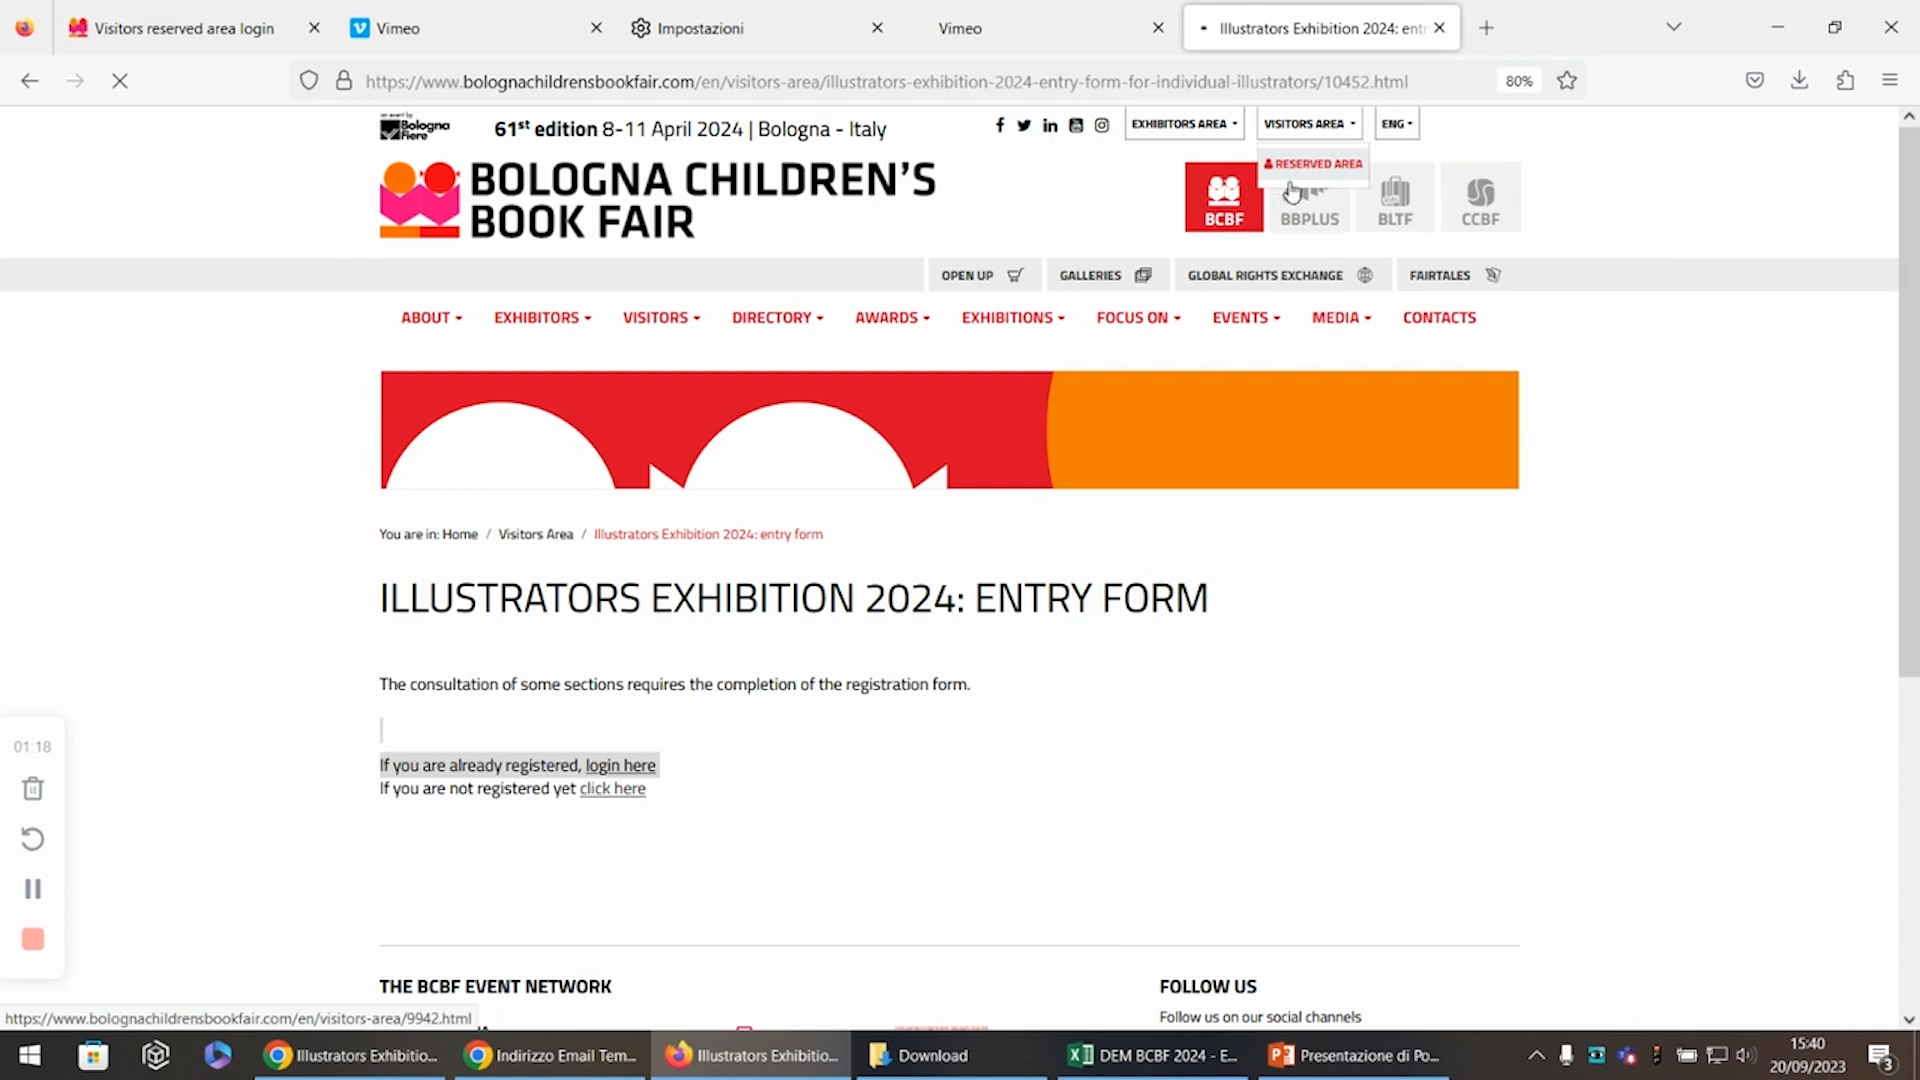 Visitors reserved area login
Vimeo
Impostazioni
Vimeo
Illustrators Exhibition 2024: entr
https://www.bolognachildrensbookfair.com/en/visitors-area/illustrators-exhibition-2024-entry-form-for-individual-illustrators/10452.html
80%
an event by
Bologna
Fiere
61st edition 8-11 April 2024 | Bologna - Italy
EXHIBITORS AREA
VISITORS AREA
ENG
RESERVED AREA
BOLOGNA CHILDREN'S
BOOK FAIR
BCBF
BBPLUS
BLTF
CCBF
OPEN UP
GALLERIES
GLOBAL RIGHTS EXCHANGE
FAIRTALES
ABOUT
EXHIBITORS
VISITORS
DIRECTORY
AWARDS
EXHIBITIONS
FOCUS ON
EVENTS
MEDIA
CONTACTS
You are in: Home / Visitors Area / Illustrators Exhibition 2024: entry form
ILLUSTRATORS EXHIBITION 2024: ENTRY FORM
The consultation of some sections requires the completion of the registration form.
If you are already registered, login here
If you are not registered yet click here
01:18
THE BCBF EVENT NETWORK
FOLLOW US
Follow us on our social channels
https://www.bolognachildrensbookfair.com/en/visitors-area/9942.html
Illustrators Exhibitio...
Indirizzo Email Tem...
Illustrators Exhibitio...
Download
DEM BCBF 2024 - E...
Presentazione di Po...
15:40
20/09/2023
3